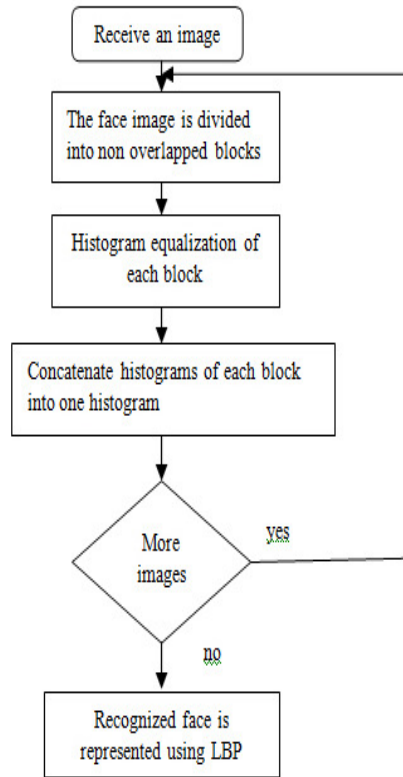 Receive an image
The face image is divided
into non overlapped blocks
Histogram equalization of
each block
Concatenate histograms of each block
into one histogram
More
images
yes
no
Recognized face is
represented using LBP